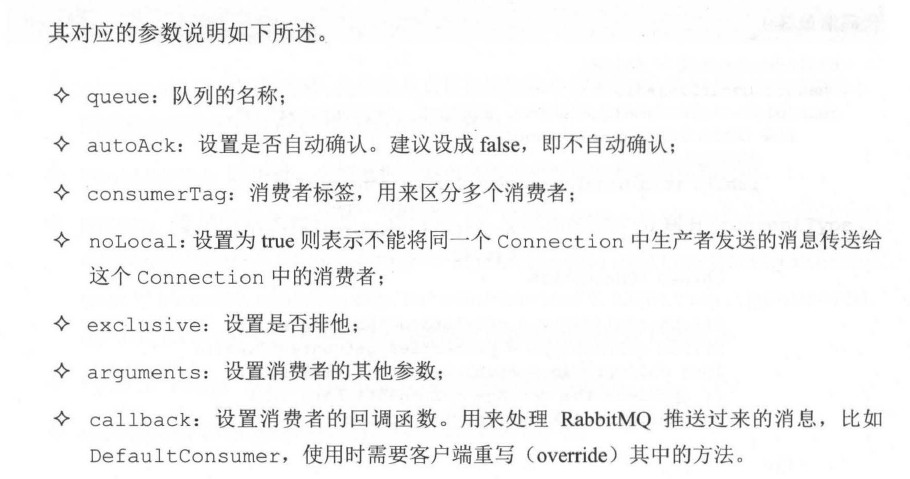 其对应的参数说明如下所述。
✧ queue：队列的名称；
✧ autoAck：设置是否自动确认。建议设成 false，即不自动确认；
✧ consumerTag：消费者标签，用来区分多个消费者；
✧ noLocal：设置为 true 则表示不能将同一个 Connection 中生产者发送的消息传送给
这个 Connection 中的消费者；
✧ exclusive：设置是否排他；
✧ arguments：设置消费者的其他参数；
✧ callback：设置消费者的回调函数。用来处理 RabbitMQ 推送过来的消息，比如
DefaultConsumer，使用时需要客户端重写（override）其中的方法。